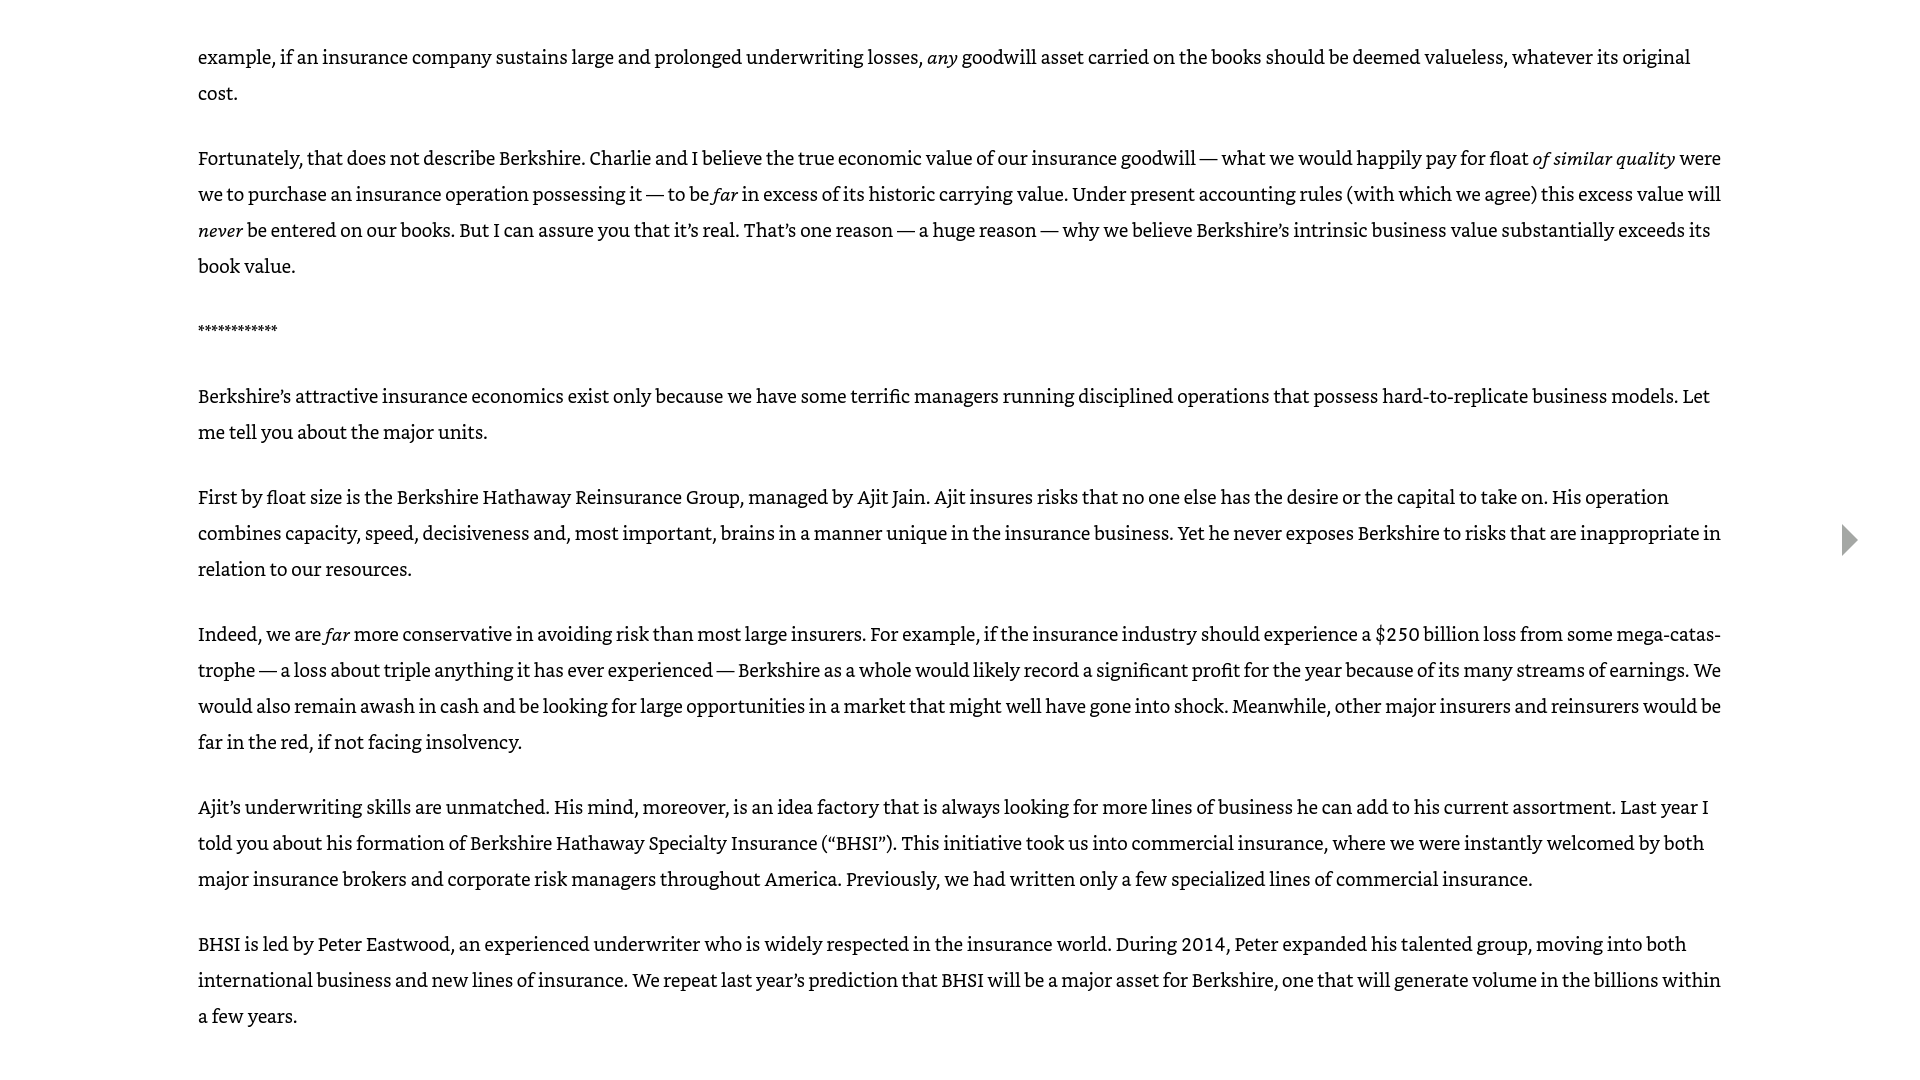 example, if an insurance company sustains large and prolonged underwriting losses, any goodwill asset carried on the books should be deemed valueless, whatever its original
cost.
Fortunately, that does not describe Berkshire. Charlie and I believe the true economic value of our insurance goodwill — what we would happily pay for float of similar quality were
we to purchase an insurance operation possessing it — to be far in excess of its historic carrying value. Under present accounting rules (with which we agree) this excess value will
never be entered on our books. But I can assure you that it’s real. That’s one reason — a huge reason — why we believe Berkshire’s intrinsic business value substantially exceeds its
book value.
************
Berkshire’s attractive insurance economics exist only because we have some terrific managers running disciplined operations that possess hard-to-replicate business models. Let
me tell you about the major units.
First by float size is the Berkshire Hathaway Reinsurance Group, managed by Ajit Jain. Ajit insures risks that no one else has the desire or the capital to take on. His operation
combines capacity, speed, decisiveness and, most important, brains in a manner unique in the insurance business. Yet he never exposes Berkshire to risks that are inappropriate in
relation to our resources.
Indeed, we are far more conservative in avoiding risk than most large insurers. For example, if the insurance industry should experience a $250 billion loss from some mega-catas-
trophe — a loss about triple anything it has ever experienced — Berkshire as a whole would likely record a significant profit for the year because of its many streams of earnings. We
would also remain awash in cash and be looking for large opportunities in a market that might well have gone into shock. Meanwhile, other major insurers and reinsurers would be
far in the red, if not facing insolvency.
Ajit’s underwriting skills are unmatched. His mind, moreover, is an idea factory that is always looking for more lines of business he can add to his current assortment. Last year I
told you about his formation of Berkshire Hathaway Specialty Insurance (“BHSI”). This initiative took us into commercial insurance, where we were instantly welcomed by both
major insurance brokers and corporate risk managers throughout America. Previously, we had written only a few specialized lines of commercial insurance.
BHSI is led by Peter Eastwood, an experienced underwriter who is widely respected in the insurance world. During 2014, Peter expanded his talented group, moving into both
international business and new lines of insurance. We repeat last year’s prediction that BHSI will be a major asset for Berkshire, one that will generate volume in the billions within
a few years.